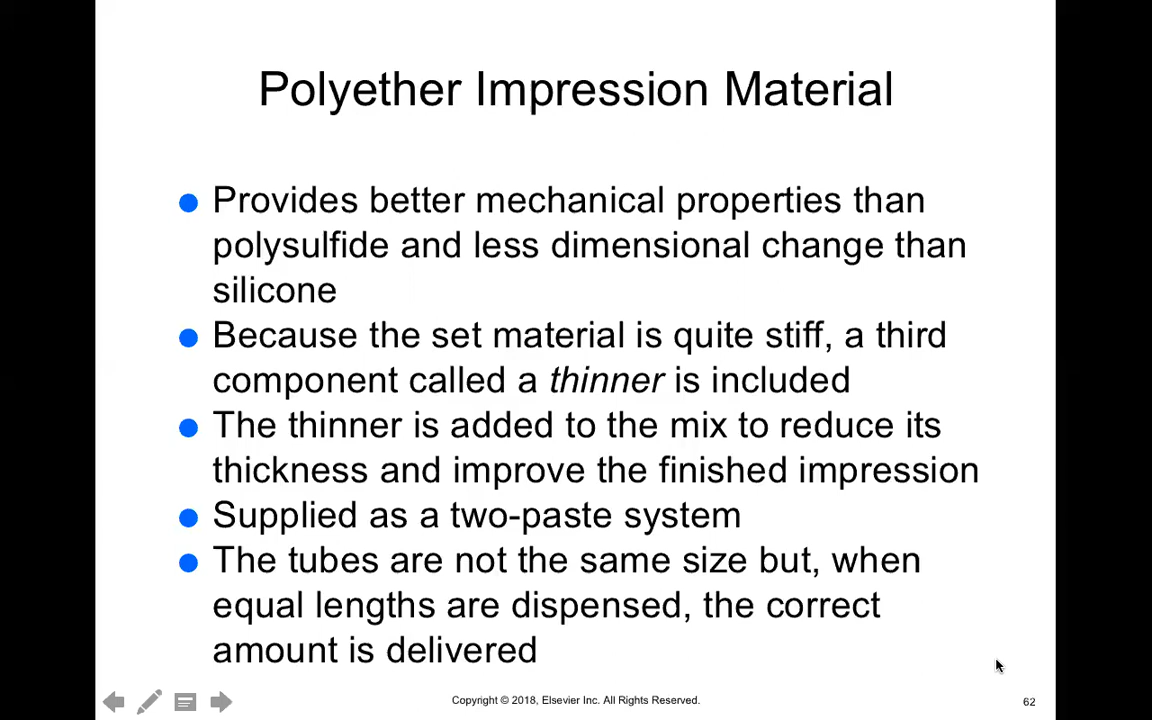 Polyether Impression Material
Provides better mechanical properties than
polysulfide and less dimensional change than
silicone
Because the set material is quite stiff, a third
component called a thinner is included
The thinner is added to the mix to reduce its
thickness and improve the finished impression
Supplied as a two-paste system
The tubes are not the same size but, when
equal lengths are dispensed, the correct
amount is delivered
Copyright © 2018, Elsevier Inc. All Rights Reserved.
62